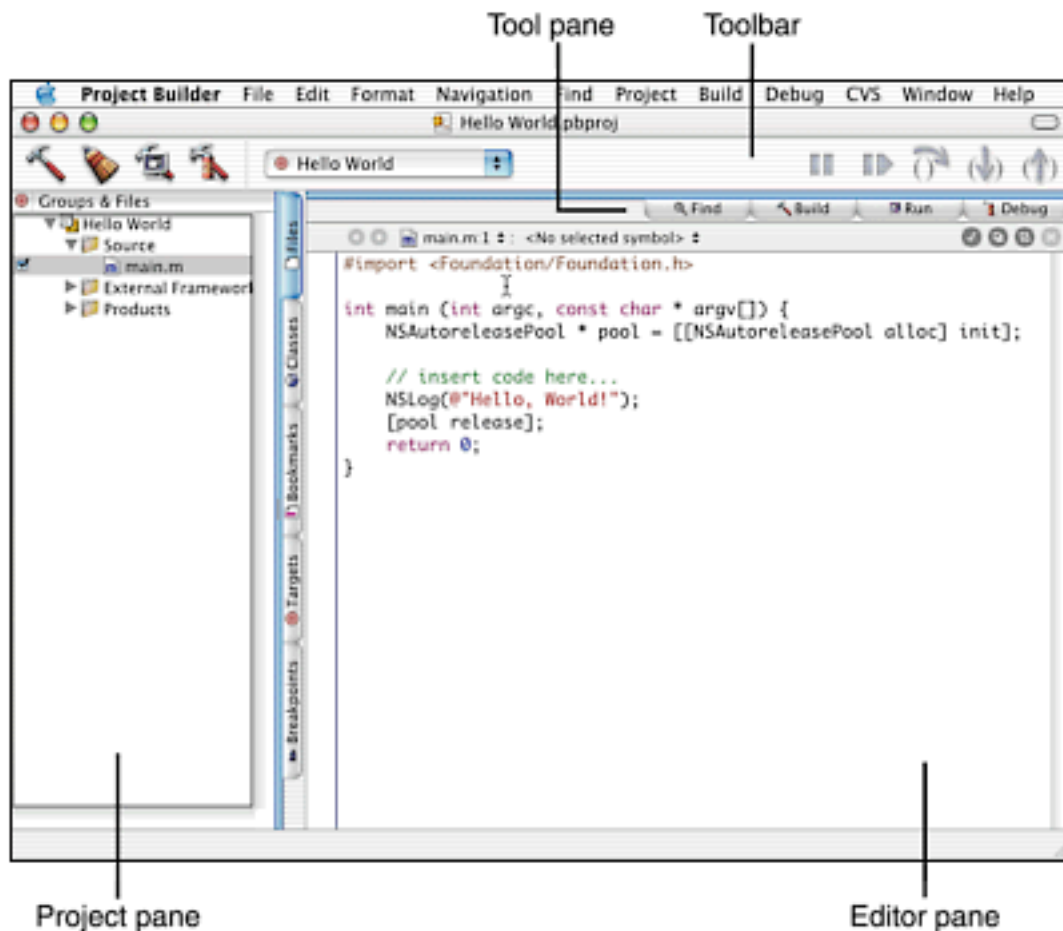 Tool pane
Toolbar
Project Builder File Edit Format Navigation Find Project Build Debug CVS Window Help
Hello World.pbproj
Hello World
Groups & Files
Find
Build
Run
Debug
Hello World
Source
main.m
External Framework
Products
Files
Classes
Bookmarks
Targets
Breakpoints
main.m:1 : <No selected symbol>
#import <Foundation/Foundation.h>
int main (int argc, const char * argv[]) {
NSAutoreleasePool * pool = [[NSAutoreleasePool alloc] init];
// insert code here...
NSLog(@"Hello, World!");
[pool release];
return 0;
}
Project pane
Editor pane